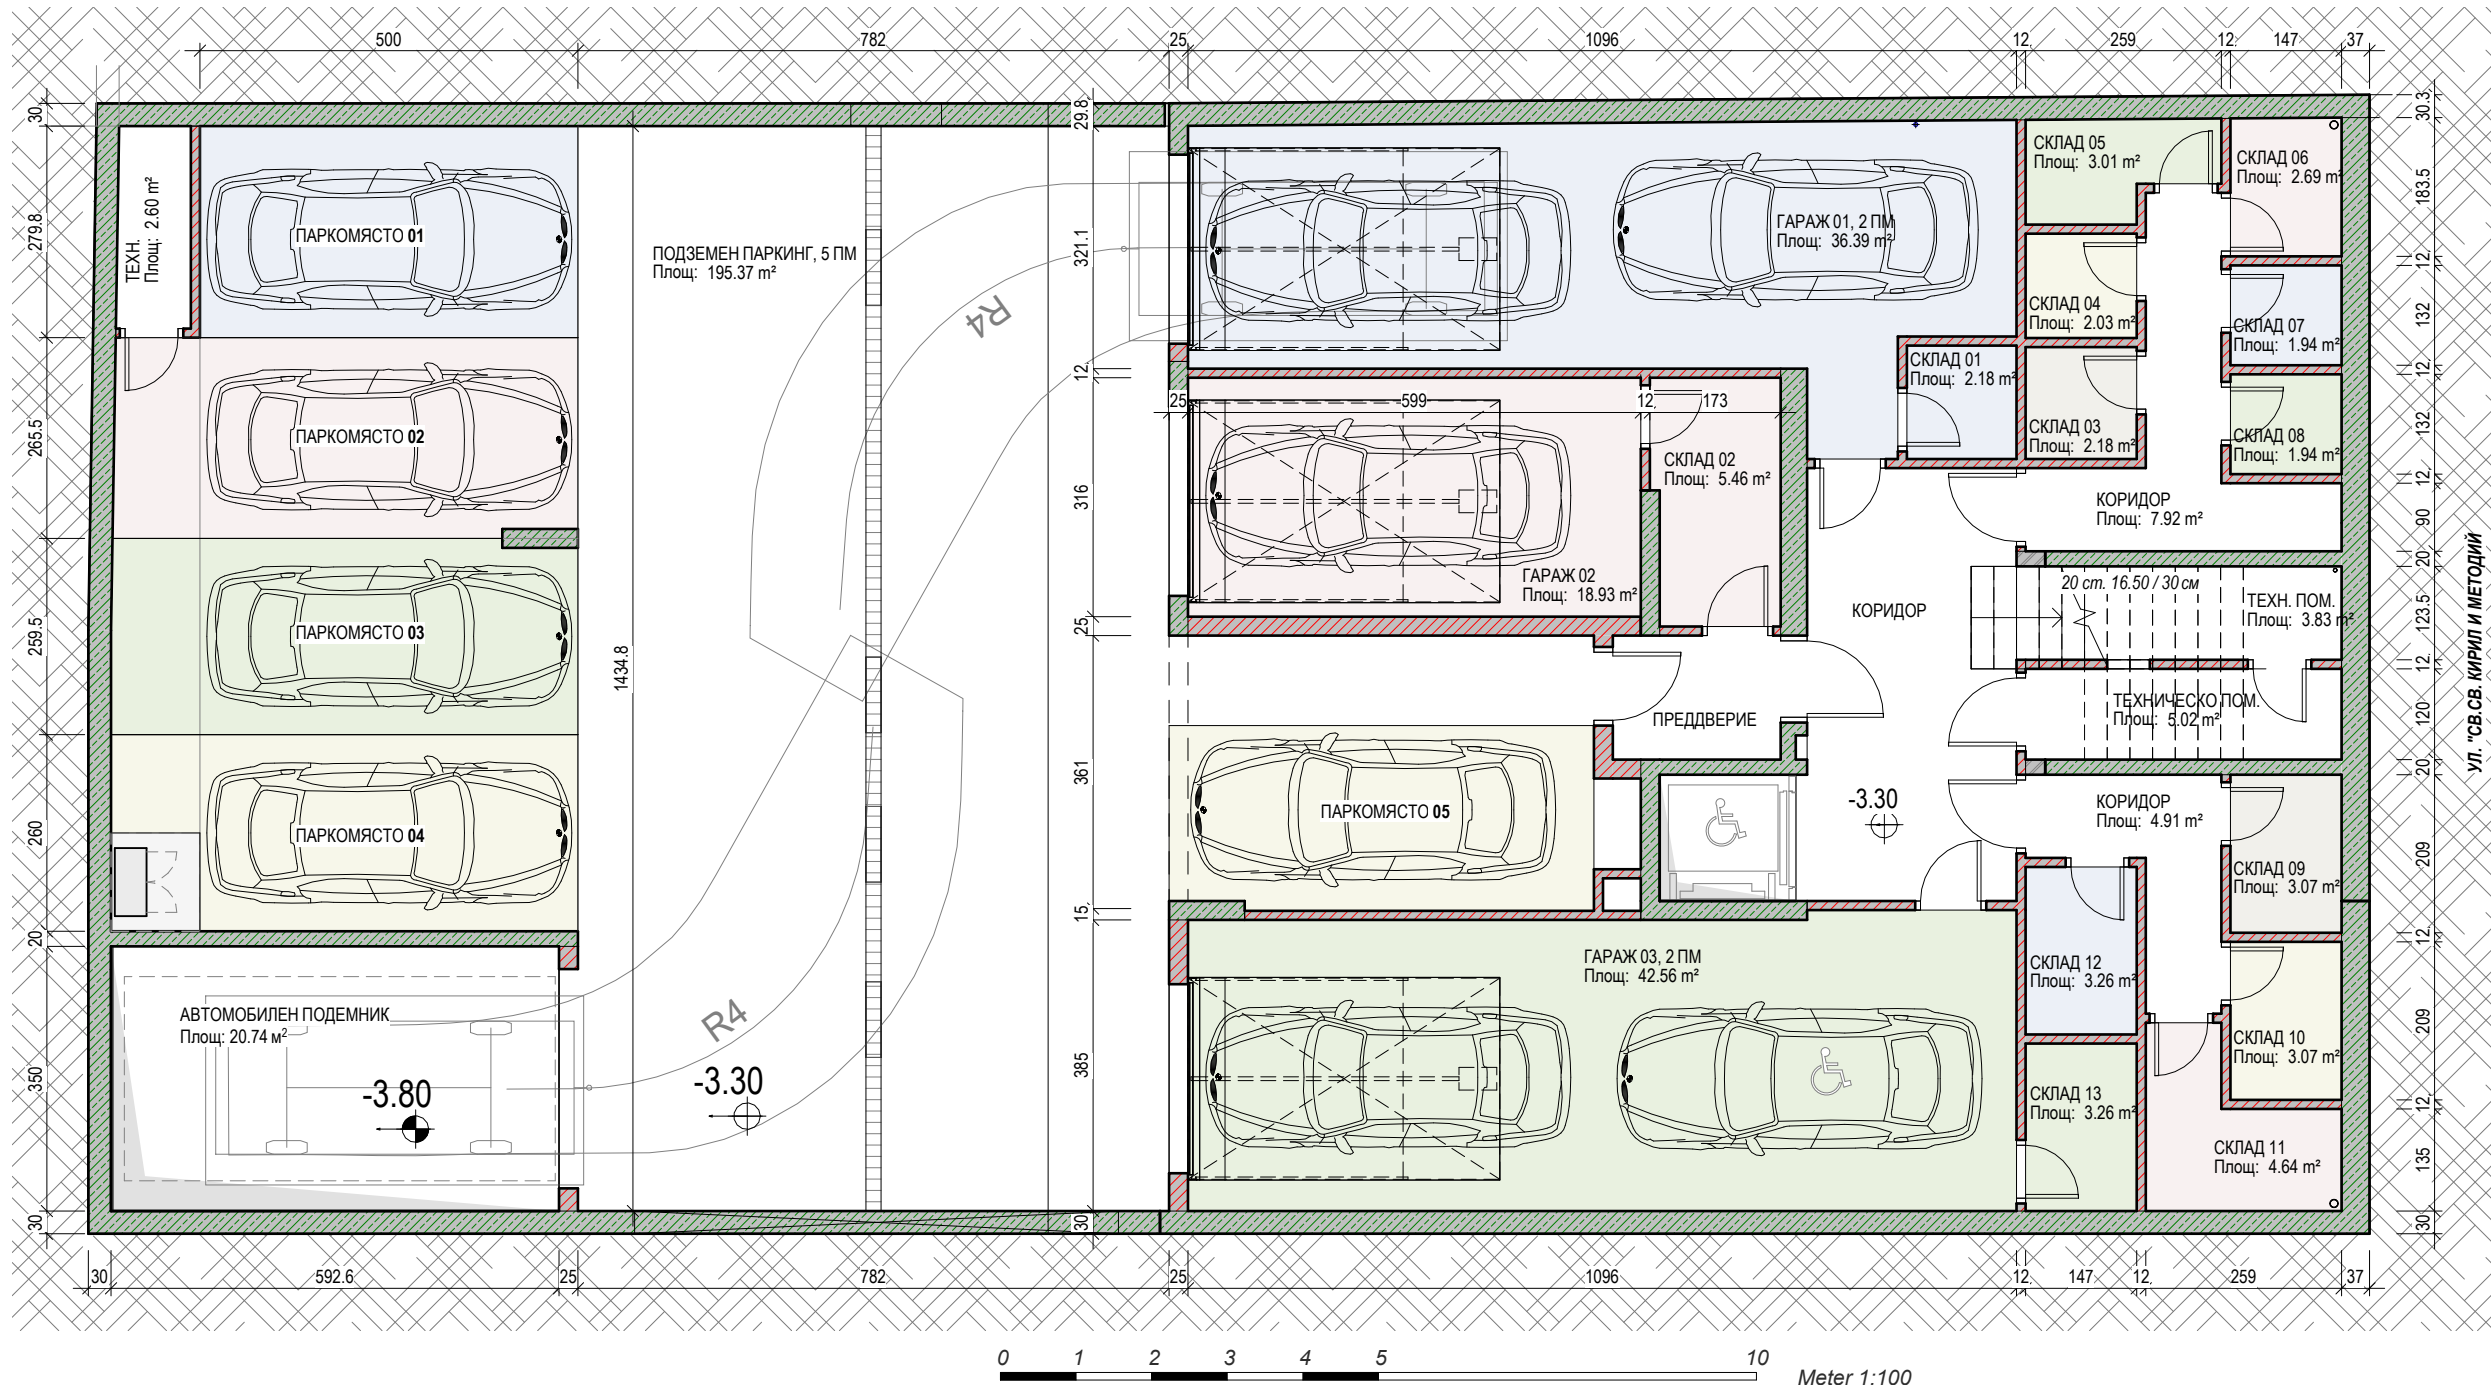 500
782
25
1096
12
259
12
147
37
30
279.8
265.5
259.5
260
20
350
30
ТЕХН.
Площ: 2.60 m²
ПАРКОМЯСТО 01
ПАРКОМЯСТО 02
ПАРКОМЯСТО 03
ПАРКОМЯСТО 04
АВТОМОБИЛЕН ПОДЕМНИК
Площ: 20.74 м²
-3.80
ПОДЗЕМЕН ПАРКИНГ, 5 ПМ
Площ: 195.37 m²
1434.8
R4
R4
-3.30
29.8
321.1
12
316
25
361
15
385
30
ГАРАЖ 01, 2 ПМ
Площ: 36.39 m²
25
599
12
173
СКЛАД 01
Площ: 2.18 m²
СКЛАД 02
Площ: 5.46 m²
ГАРАЖ 02
Площ: 18.93 m²
КОРИДОР
ПРЕДДВЕРИЕ
ПАРКОМЯСТО 05
-3.30
ГАРАЖ 03, 2 ПМ
Площ: 42.56 m²
СКЛАД 05
Площ: 3.01 m²
СКЛАД 06
Площ: 2.69 m²
СКЛАД 04
Площ: 2.03 m²
СКЛАД 07
Площ: 1.94 m²
СКЛАД 03
Площ: 2.18 m²
СКЛАД 08
Площ: 1.94 m²
КОРИДОР
Площ: 7.92 m²
20 ст. 16.50 / 30 см
ТЕХН. ПОМ.
Площ: 3.83 m²
ТЕХНИЧЕСКО ПОМ.
Площ: 5.02 m²
КОРИДОР
Площ: 4.91 m²
СКЛАД 09
Площ: 3.07 m²
СКЛАД 12
Площ: 3.26 m²
СКЛАД 10
Площ: 3.07 m²
СКЛАД 13
Площ: 3.26 m²
СКЛАД 11
Площ: 4.64 m²
30.3
183.5
12
132
12
132
12
90
20
123.5
12
120
20
209
12
209
12
135
30
УЛ. "СВ.СВ. КИРИЛ И МЕТОДИЙ
30
592.6
25
782
25
1096
12
147
12
259
37
0 1 2 3 4 5 10
Meter 1:100